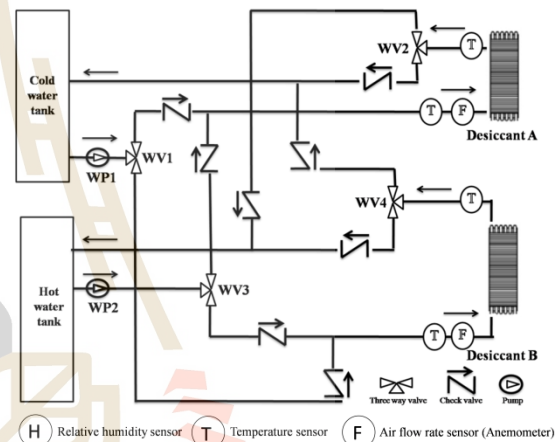 WV2
T
Cold
water
tank
T
F
Desiccant A
WP1
WV1
WV4
T
Hot
water
tank
WP2
WV3
T
F
Desiccant B
Three way valve
Check valve
Pump
H Relative humidity sensor T Temperature sensor F Air flow rate sensor (Anemometer)